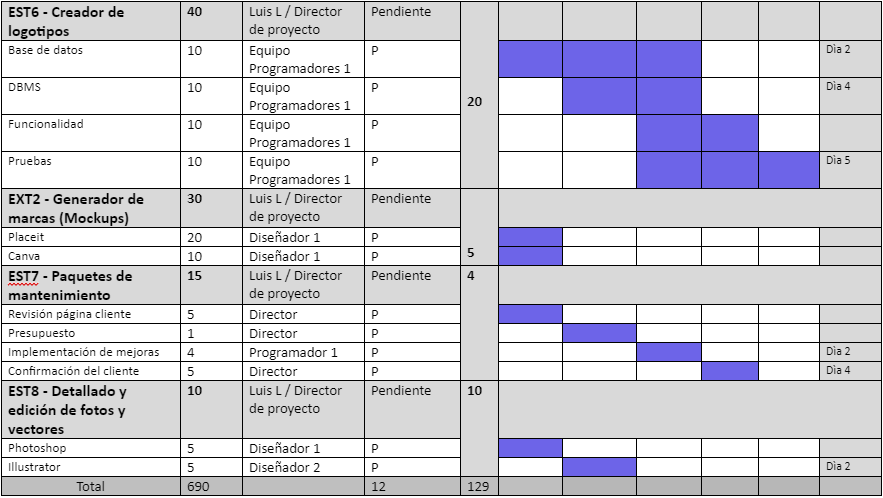 EST6 - Creador de logotipos 40 Luis L / Director de proyecto Pendiente 20
Base de datos 10 Equipo Programadores 1 P Dìa 2
DBMS 10 Equipo Programadores 1 P Dìa 4
Funcionalidad 10 Equipo Programadores 1 P
Pruebas 10 Equipo Programadores 1 P Dìa 5
EXT2 - Generador de marcas (Mockups) 30 Luis L / Director de proyecto Pendiente 5
Placeit 20 Diseñador 1 P
Canva 10 Diseñador 1 P
EST7 - Paquetes de mantenimiento 15 Luis L / Director de proyecto Pendiente 4
Revisión página cliente 5 Director P
Presupuesto 1 Director P
Implementación de mejoras 4 Programador 1 P Dìa 2
Confirmación del cliente 5 Director P Dìa 4
EST8 - Detallado y edición de fotos y vectores 10 Luis L / Director de proyecto Pendiente 10
Photoshop 5 Diseñador 1 P
Illustrator 5 Diseñador 2 P Dìa 2
Total 690 12 129